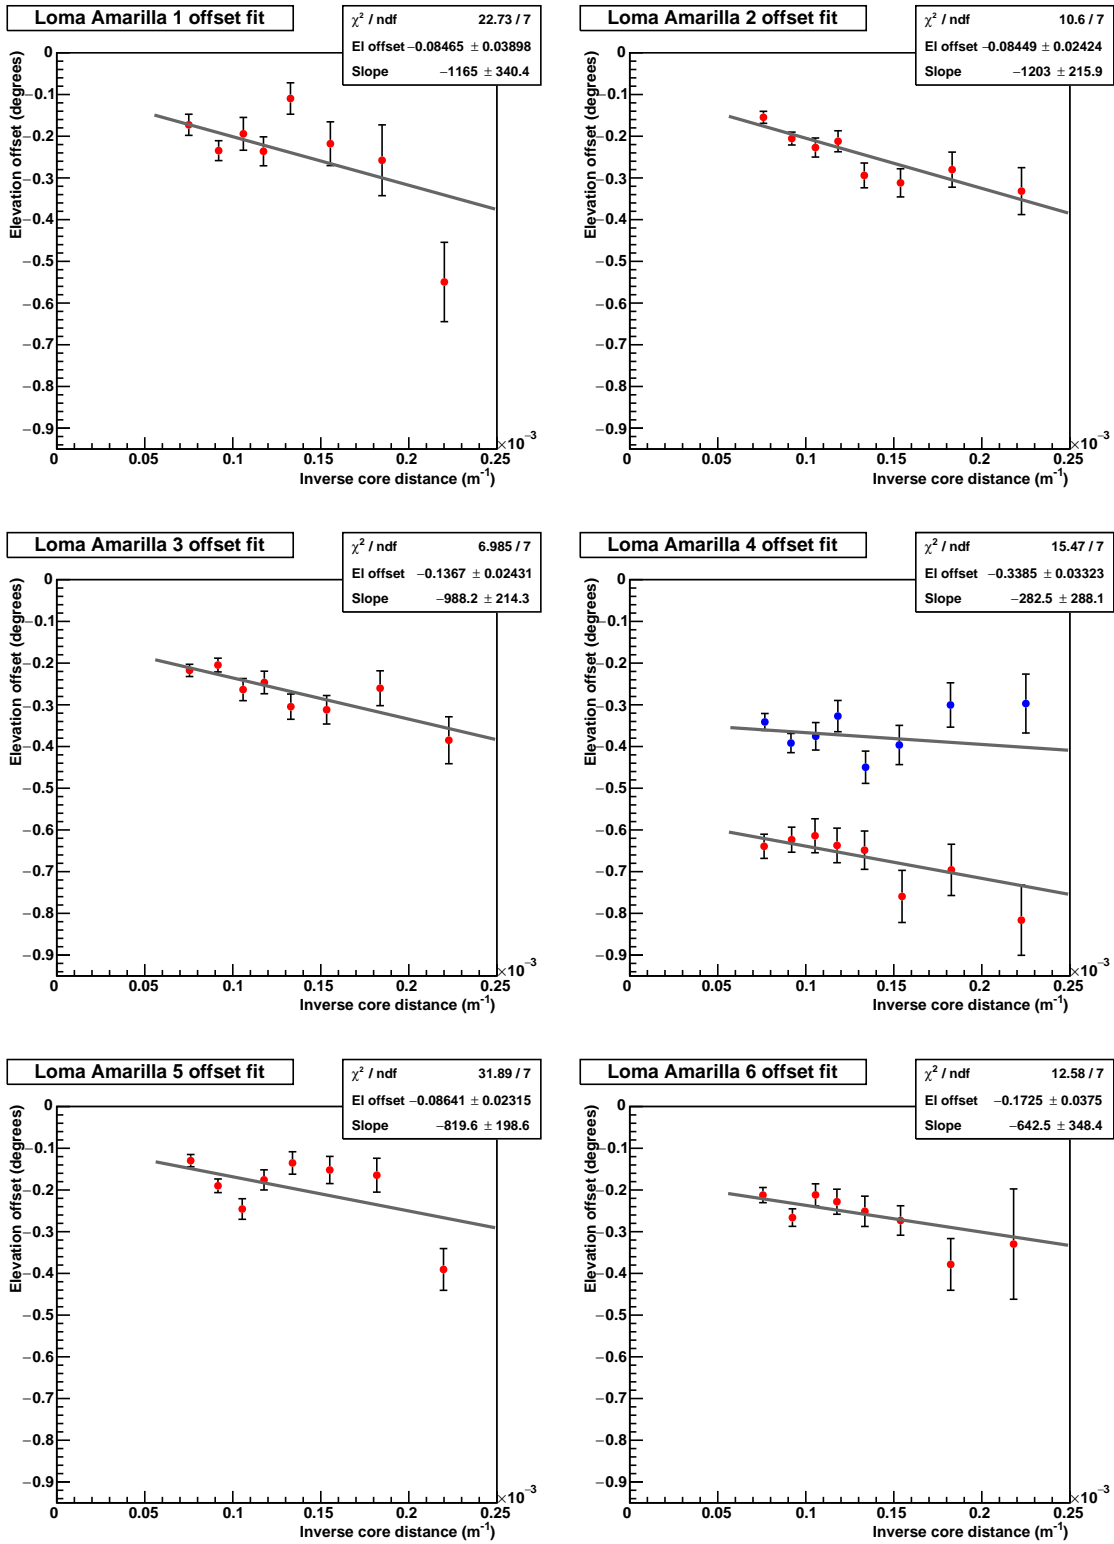 Loma Amarilla 1 offset fit
χ² / ndf 22.73 / 7
El offset −0.08465 ± 0.03898
Slope −1165 ± 340.4
Elevation offset (degrees)
0
−0.1
−0.2
−0.3
−0.4
−0.5
−0.6
−0.7
−0.8
−0.9
×10⁻³
0 0.05 0.1 0.15 0.2 0.25
Inverse core distance (m⁻¹)
Loma Amarilla 2 offset fit
χ² / ndf 10.6 / 7
El offset −0.08449 ± 0.02424
Slope −1203 ± 215.9
Elevation offset (degrees)
0
−0.1
−0.2
−0.3
−0.4
−0.5
−0.6
−0.7
−0.8
−0.9
×10⁻³
0 0.05 0.1 0.15 0.2 0.25
Inverse core distance (m⁻¹)
Loma Amarilla 3 offset fit
χ² / ndf 6.985 / 7
El offset −0.1367 ± 0.02431
Slope −988.2 ± 214.3
Elevation offset (degrees)
0
−0.1
−0.2
−0.3
−0.4
−0.5
−0.6
−0.7
−0.8
−0.9
×10⁻³
0 0.05 0.1 0.15 0.2 0.25
Inverse core distance (m⁻¹)
Loma Amarilla 4 offset fit
χ² / ndf 15.47 / 7
El offset −0.3385 ± 0.03323
Slope −282.5 ± 288.1
Elevation offset (degrees)
0
−0.1
−0.2
−0.3
−0.4
−0.5
−0.6
−0.7
−0.8
−0.9
×10⁻³
0 0.05 0.1 0.15 0.2 0.25
Inverse core distance (m⁻¹)
Loma Amarilla 5 offset fit
χ² / ndf 31.89 / 7
El offset −0.08641 ± 0.02315
Slope −819.6 ± 198.6
Elevation offset (degrees)
0
−0.1
−0.2
−0.3
−0.4
−0.5
−0.6
−0.7
−0.8
−0.9
×10⁻³
0 0.05 0.1 0.15 0.2 0.25
Inverse core distance (m⁻¹)
Loma Amarilla 6 offset fit
χ² / ndf 12.58 / 7
El offset −0.1725 ± 0.0375
Slope −642.5 ± 348.4
Elevation offset (degrees)
0
−0.1
−0.2
−0.3
−0.4
−0.5
−0.6
−0.7
−0.8
−0.9
×10⁻³
0 0.05 0.1 0.15 0.2 0.25
Inverse core distance (m⁻¹)